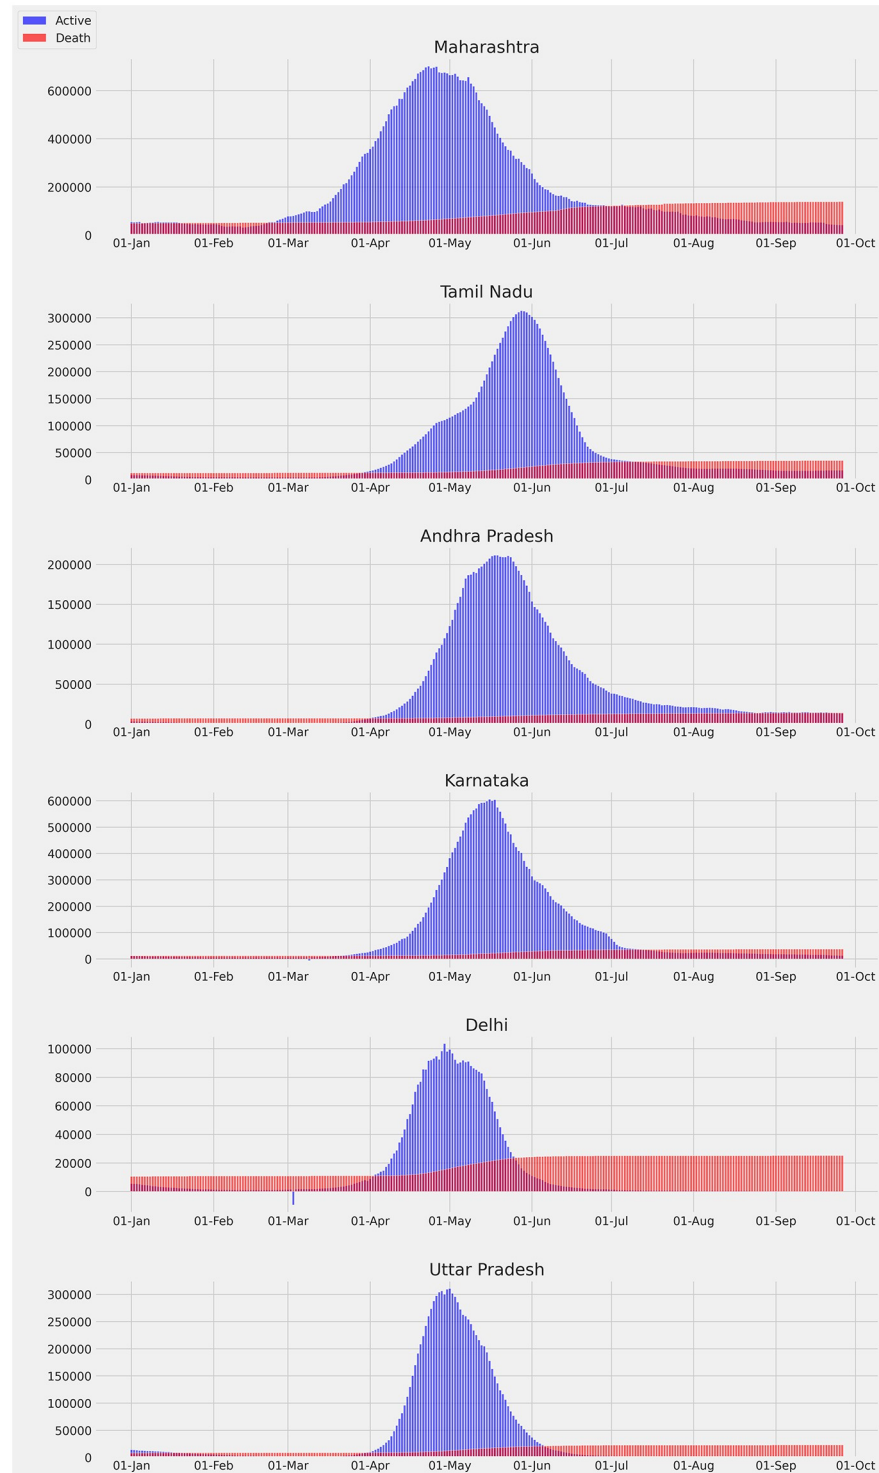 Active
Death
Maharashtra
600000
400000
200000
0
01-Jan 01-Feb 01-Mar 01-Apr 01-May 01-Jun 01-Jul 01-Aug 01-Sep 01-Oct
Tamil Nadu
300000
250000
200000
150000
100000
50000
0
01-Jan 01-Feb 01-Mar 01-Apr 01-May 01-Jun 01-Jul 01-Aug 01-Sep 01-Oct
Andhra Pradesh
200000
150000
100000
50000
0
01-Jan 01-Feb 01-Mar 01-Apr 01-May 01-Jun 01-Jul 01-Aug 01-Sep 01-Oct
Karnataka
600000
500000
400000
300000
200000
100000
0
01-Jan 01-Feb 01-Mar 01-Apr 01-May 01-Jun 01-Jul 01-Aug 01-Sep 01-Oct
Delhi
100000
80000
60000
40000
20000
0
01-Jan 01-Feb 01-Mar 01-Apr 01-May 01-Jun 01-Jul 01-Aug 01-Sep 01-Oct
Uttar Pradesh
300000
250000
200000
150000
100000
50000
0
01-Jan 01-Feb 01-Mar 01-Apr 01-May 01-Jun 01-Jul 01-Aug 01-Sep 01-Oct